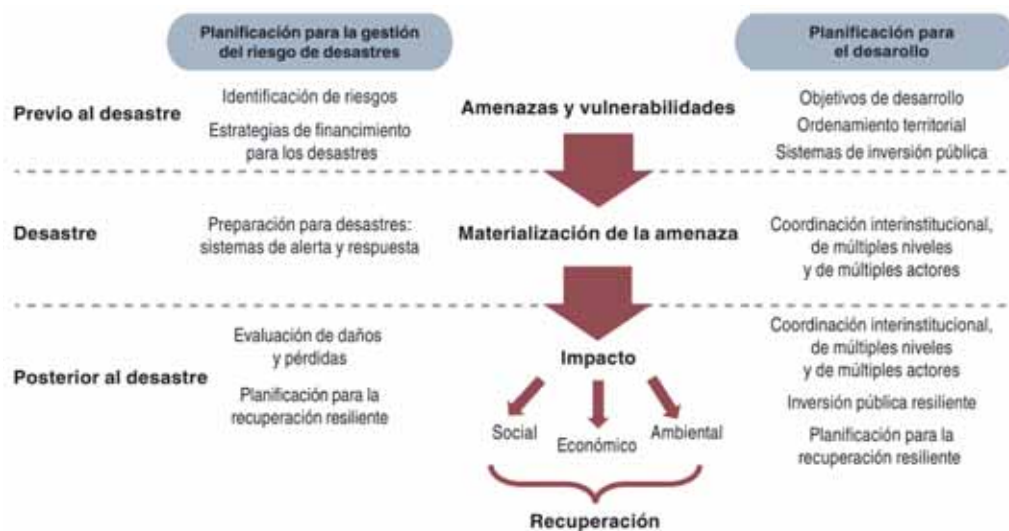 Planificación para la gestión
del riesgo de desastres
Planificación para
el desarollo
Previo al desastre
Identificación de riesgos
Estrategias de financimiento
para los desastres
Amenazas y vulnerabilidades
Objetivos de desarrollo
Ordenamiento territorial
Sistemas de inversión pública
Desastre
Preparación para desastres:
sistemas de alerta y respuesta
Materialización de la amenaza
Coordinación interinstitucional,
de múltiples niveles
y de múltiples actores
Posterior al desastre
Evaluación de daños
y pérdidas
Planificación para la
recuperación resiliente
Impacto
Social
Económico
Ambiental
Recuperación
Coordinación interinstitucional,
de múltiples niveles
y de múltiples actores
Inversión pública resiliente
Planificación para la
recuperación resiliente